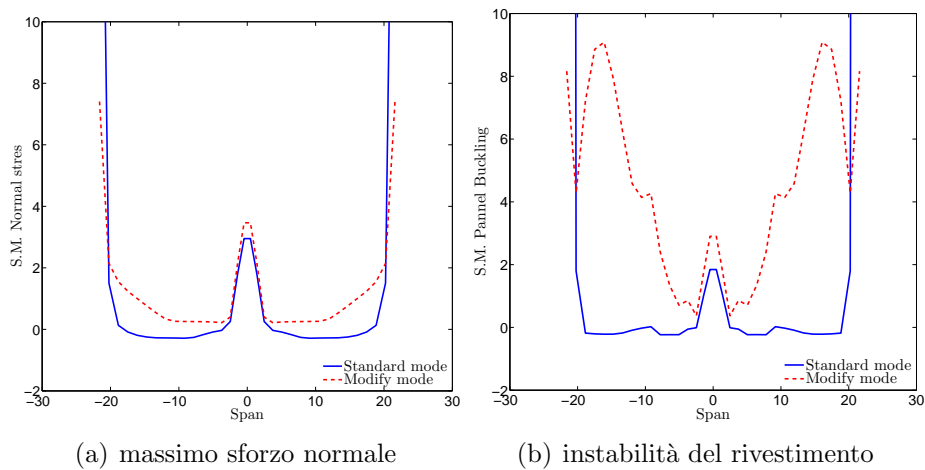 10
8
6
4
2
0
−2
−30
−20
−10
0
10
20
30
Span
S.M. Normal stres
Standard mode
Modify mode
(a) massimo sforzo normale
10
8
6
4
2
0
−2
−30
−20
−10
0
10
20
30
Span
S.M. Pannel Buckling
Standard mode
Modify mode
(b) instabilità del rivestimento